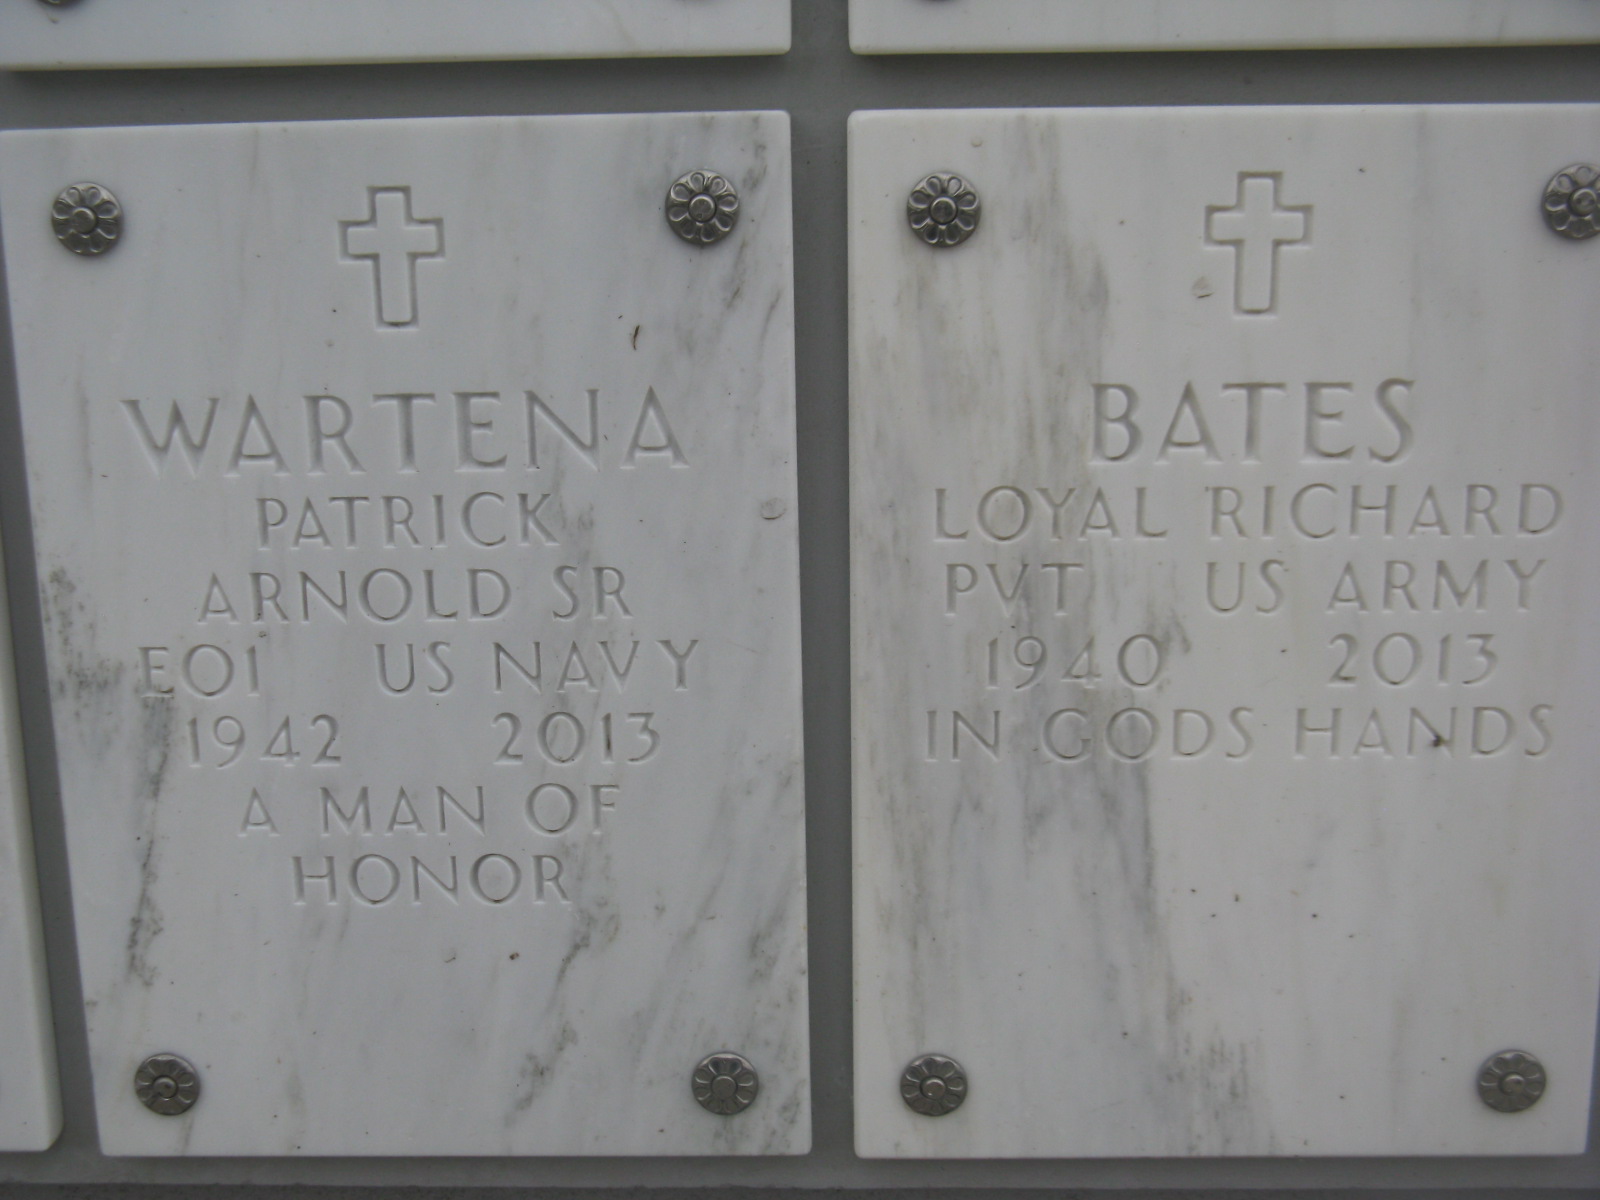 WARTENA
PATRICK
ARNOLD SR
EO1 US NAVY
1942 2013
A MAN OF
HONOR
BATES
LOYAL RICHARD
PVT US ARMY
1940 2013
IN GODS HANDS